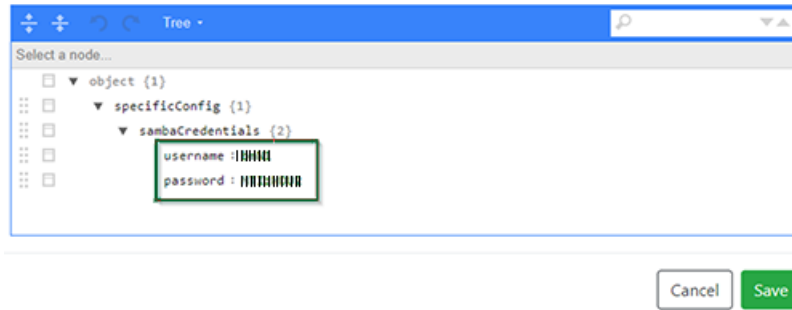 Tree
Select a node...
object {1}
specificConfig {1}
sambaCredentials {2}
username :
password :
Cancel
Save